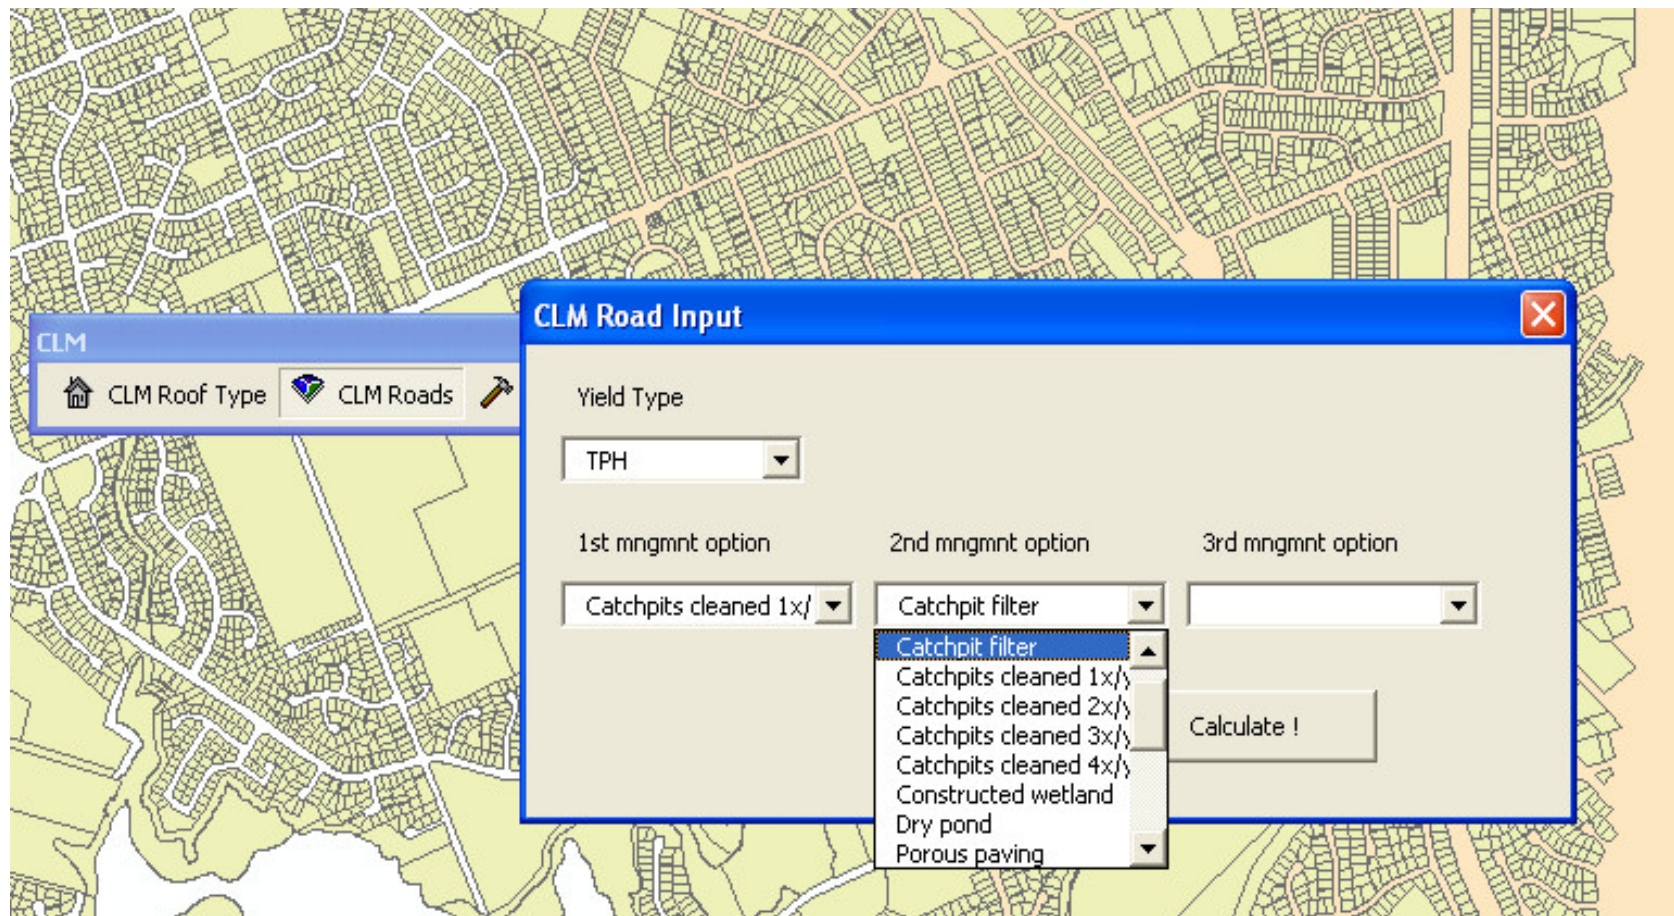 CLM Road Input
CLM
CLM Roof Type CLM Roads
Yield Type
TPH
1st mngmnt option 2nd mngmnt option 3rd mngmnt option
Catchpits cleaned 1x/ Catchpit filter
Catchpit filter
Catchpits cleaned 1x/y
Catchpits cleaned 2x/y
Catchpits cleaned 3x/y
Catchpits cleaned 4x/y
Constructed wetland
Dry pond
Porous paving
Calculate !